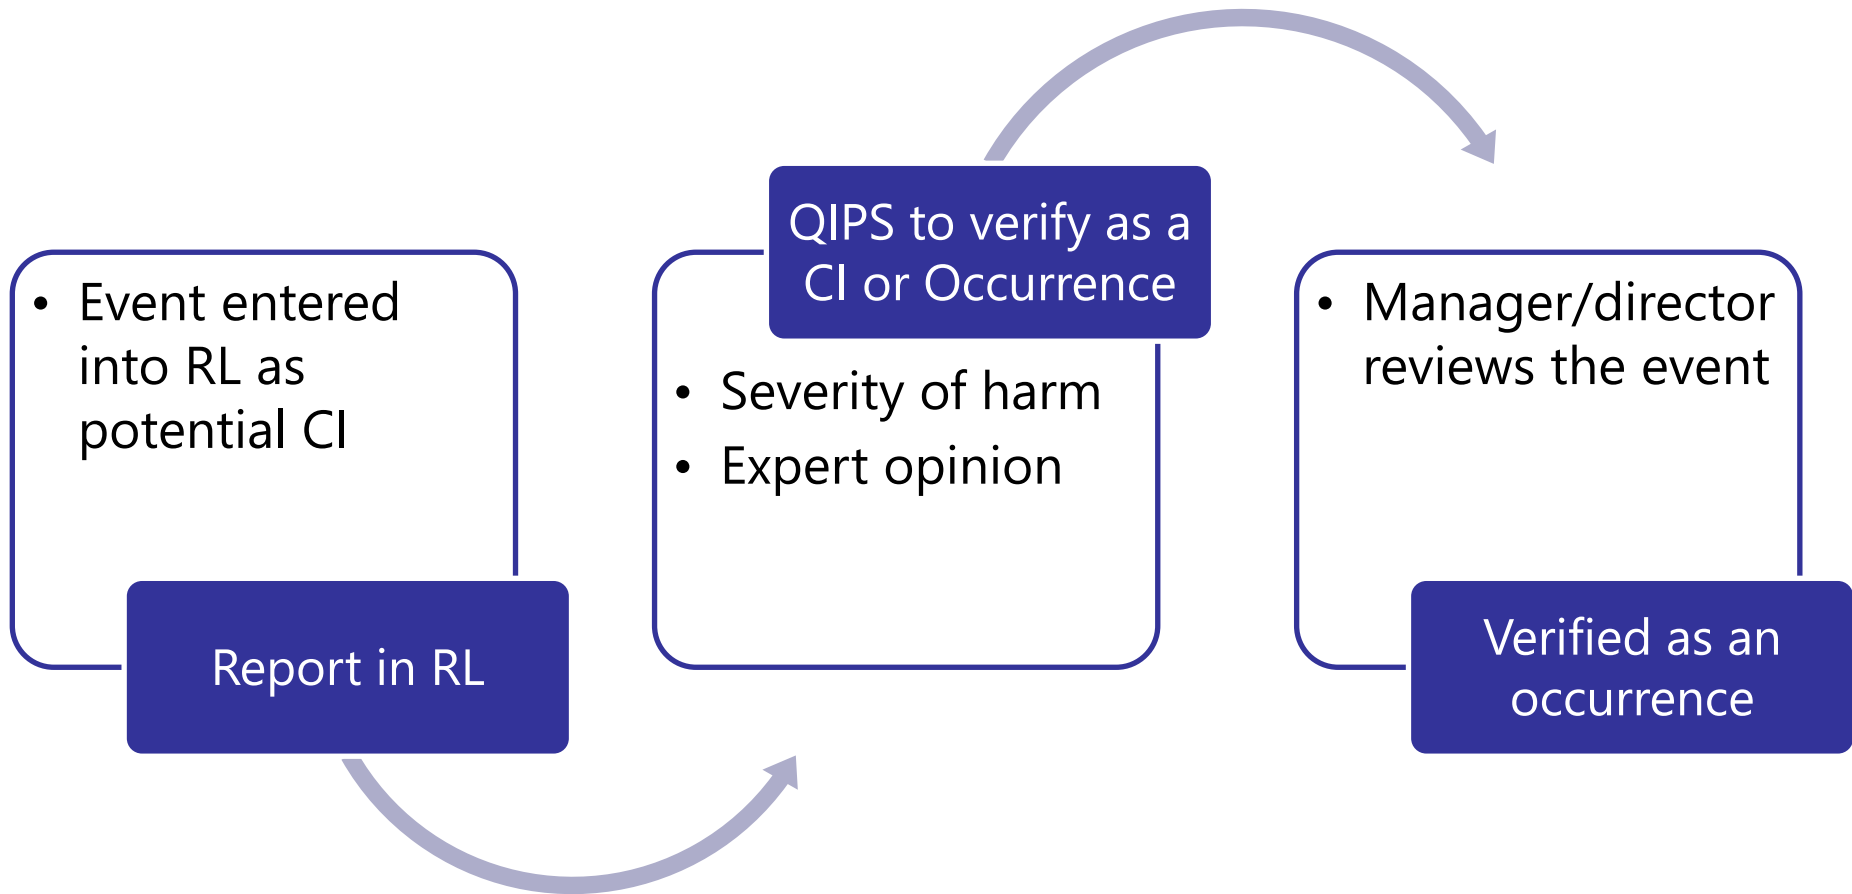 • Event entered
into RL as
potential CI
Report in RL
QIPS to verify as a
CI or Occurrence
• Severity of harm
• Expert opinion
• Manager/director
reviews the event
Verified as an
occurrence